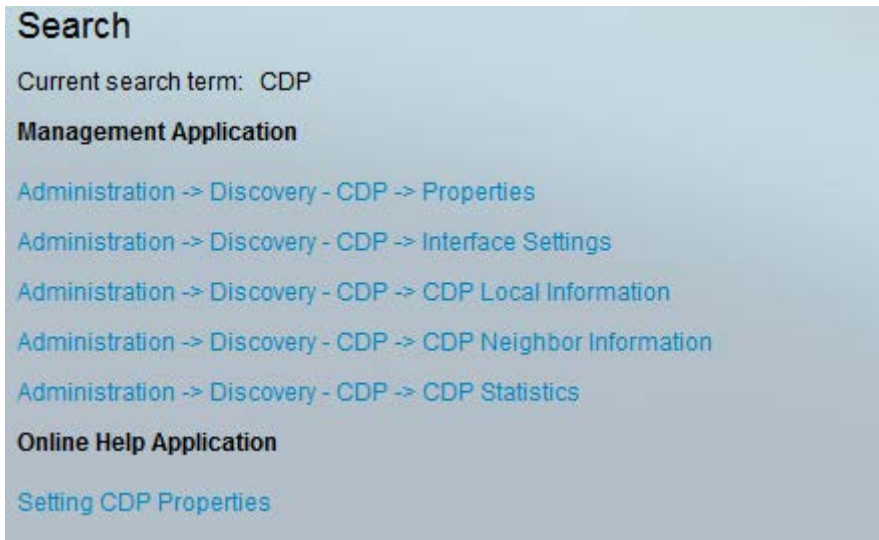 Search
Current search term: CDP
Management Application
Administration -> Discovery - CDP -> Properties
Administration -> Discovery - CDP -> Interface Settings
Administration -> Discovery - CDP -> CDP Local Information
Administration -> Discovery - CDP -> CDP Neighbor Information
Administration -> Discovery - CDP -> CDP Statistics
Online Help Application
Setting CDP Properties